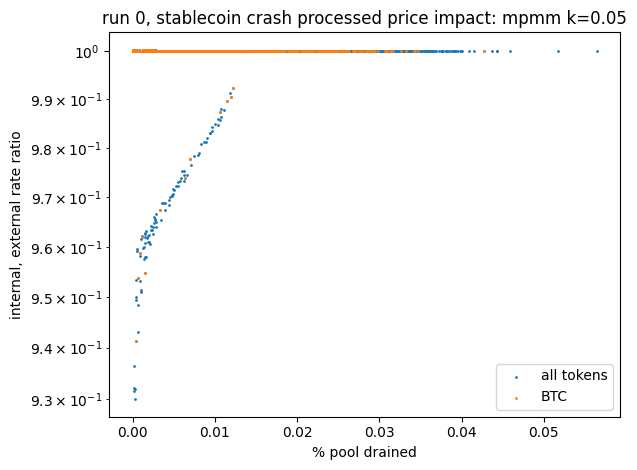 run 0, stablecoin crash processed price impact: mpmm k=0.05
internal, external rate ratio
10⁰
9.9 × 10⁻¹
9.8 × 10⁻¹
9.7 × 10⁻¹
9.6 × 10⁻¹
9.5 × 10⁻¹
9.4 × 10⁻¹
9.3 × 10⁻¹
all tokens
BTC
0.00 0.01 0.02 0.03 0.04 0.05
% pool drained